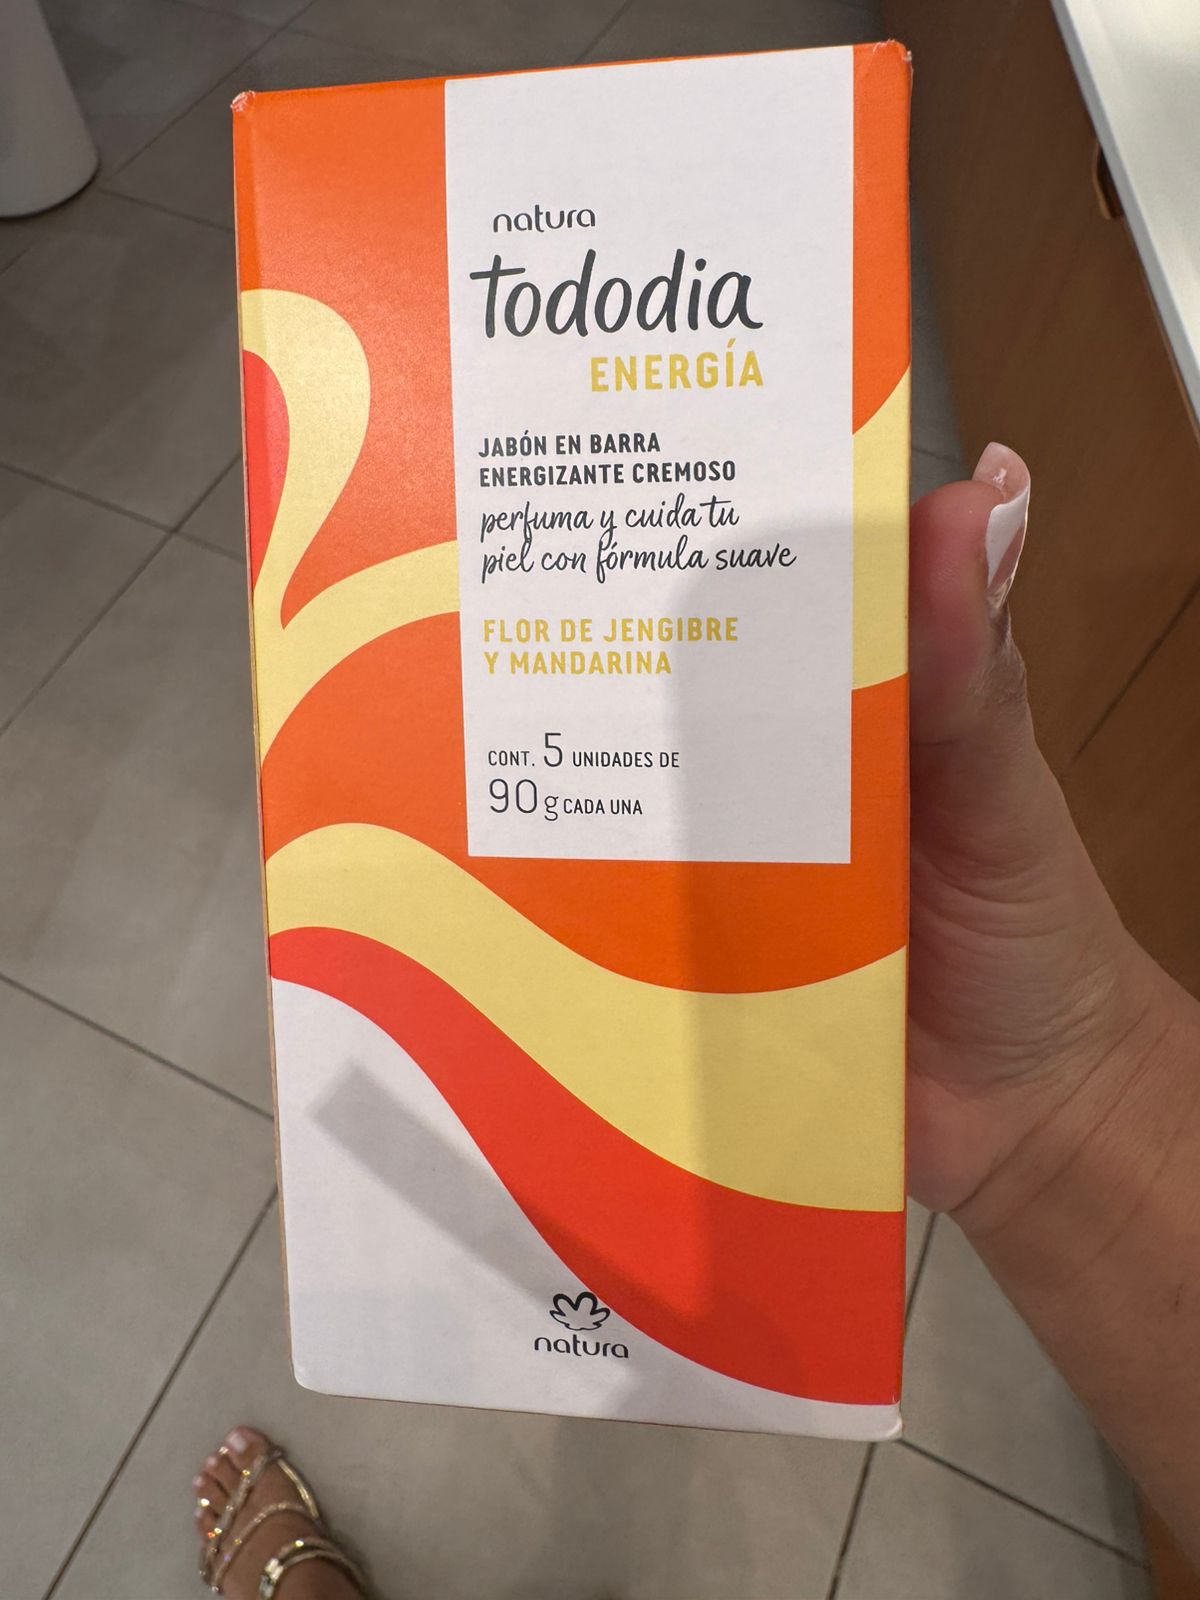 natura
Tododia
ENERGÍA
JABÓN EN BARRA
ENERGIZANTE CREMOSO
perfuma y cuida tu
piel con fórmula suave
FLOR DE JENGIBRE
Y MANDARINA
CONT. 5 UNIDADES DE
90g CADA UNA
natura